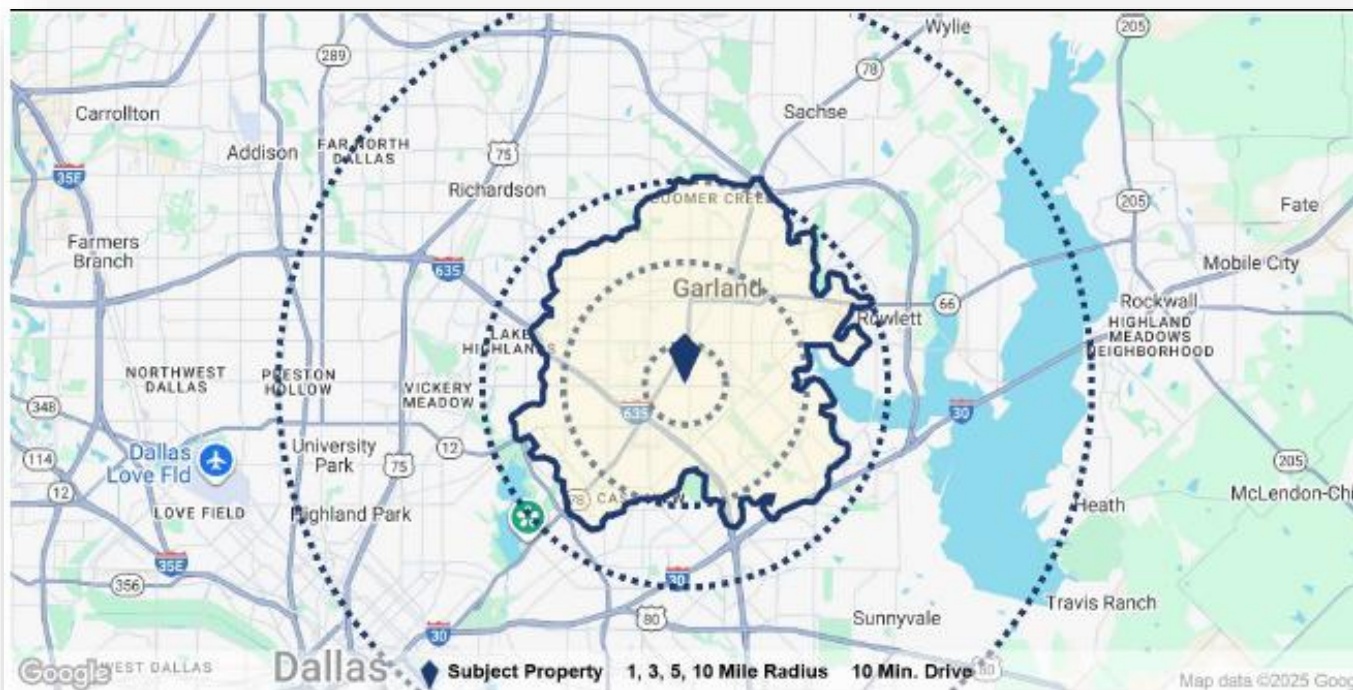 Wylie
205
289
78
Carrollton
Sachse
FAR NORTH
DALLAS
Addison
75
35E
Richardson
205
Fate
Farmers
Branch
635
Mobile City
Garland
66
Rowlett
Rockwall
HIGHLAND
MEADOWS
NEIGHBORHOOD
LAKE
HIGHLANDS
NORTHWEST
DALLAS
PRESTON
HOLLOW
VICKERY
MEADOW
348
635
30
University
Park
12
Dallas
Love Fld
75
114
205
12
78
McLendon-Chi
LOVE FIELD
Highland Park
Heath
35E
30
356
Travis Ranch
Sunnyvale
80
30
Google
WEST DALLAS
Dallas
Subject Property 1, 3, 5, 10 Mile Radius 10 Min. Drive
80
Map data ©2025 Goog